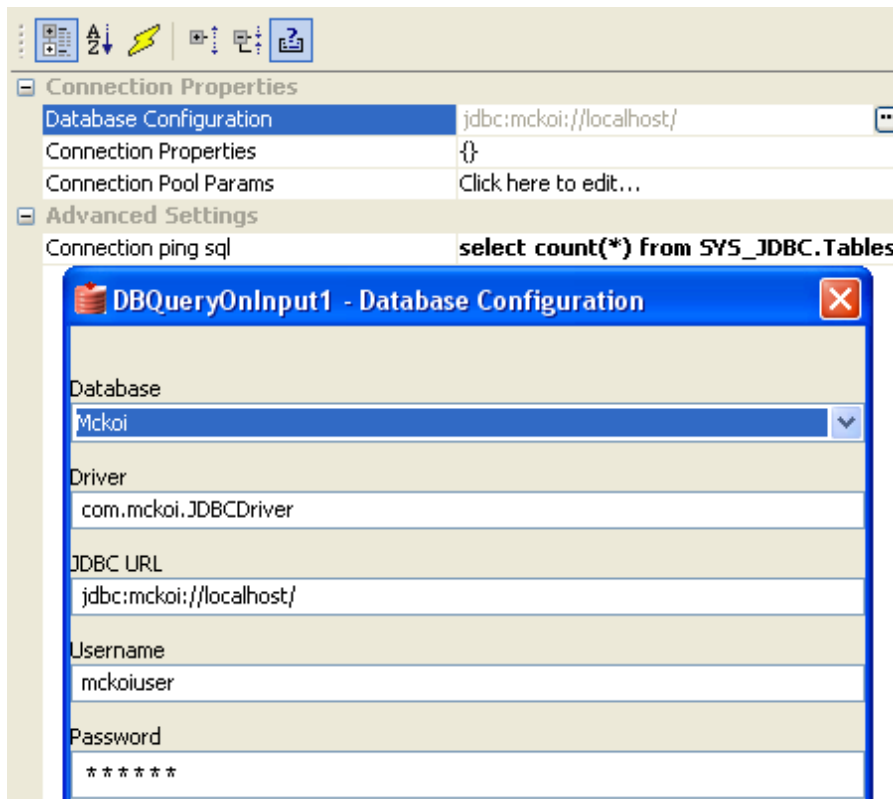 Connection Properties
Database Configuration jdbc:mckoi://localhost/
Connection Properties {}
Connection Pool Params Click here to edit...
Advanced Settings
Connection ping sql select count(*) from SYS_JDBC.Tables
DBQueryOnInput1 - Database Configuration
Database
Mckoi
Driver
com.mckoi.JDBCDriver
JDBC URL
jdbc:mckoi://localhost/
Username
mckoiuser
Password
******